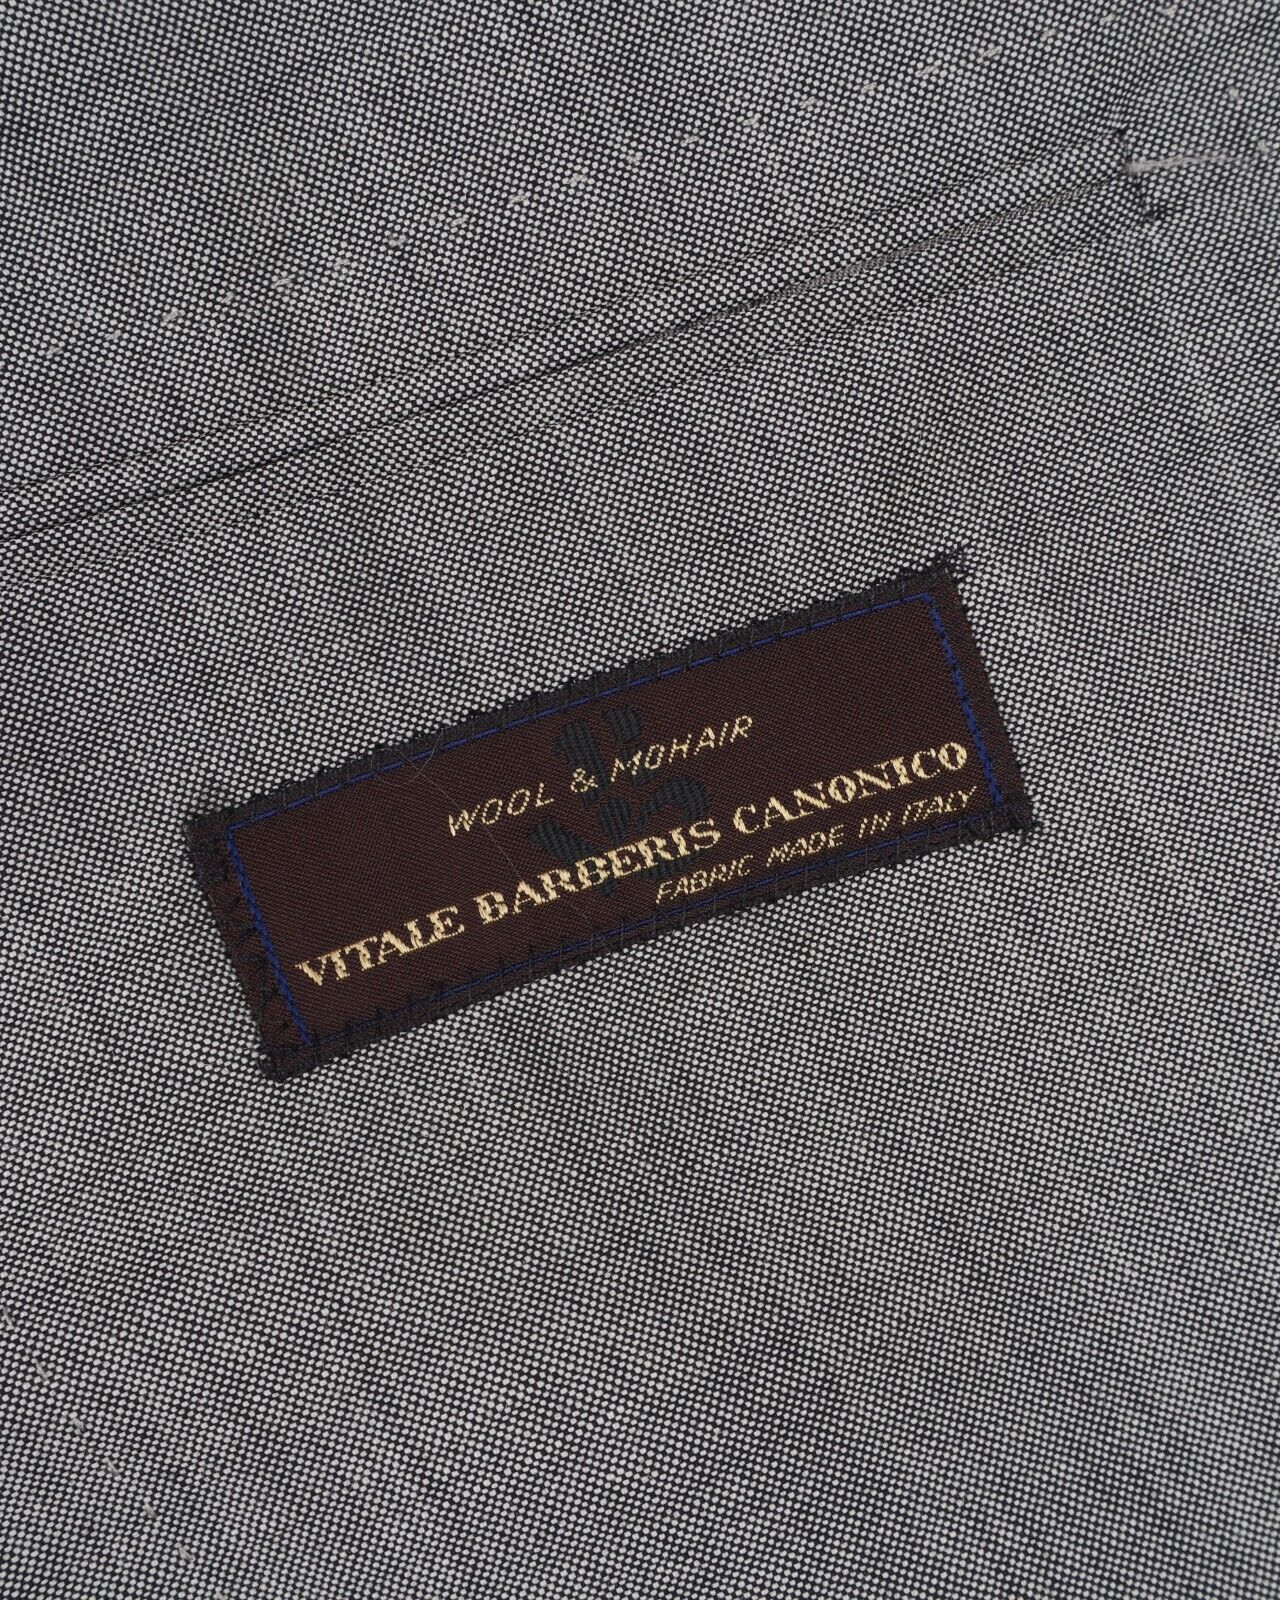 WOOL & MOHAIR
VITALE BARBERIS CANONICO
FABRIC MADE IN ITALY